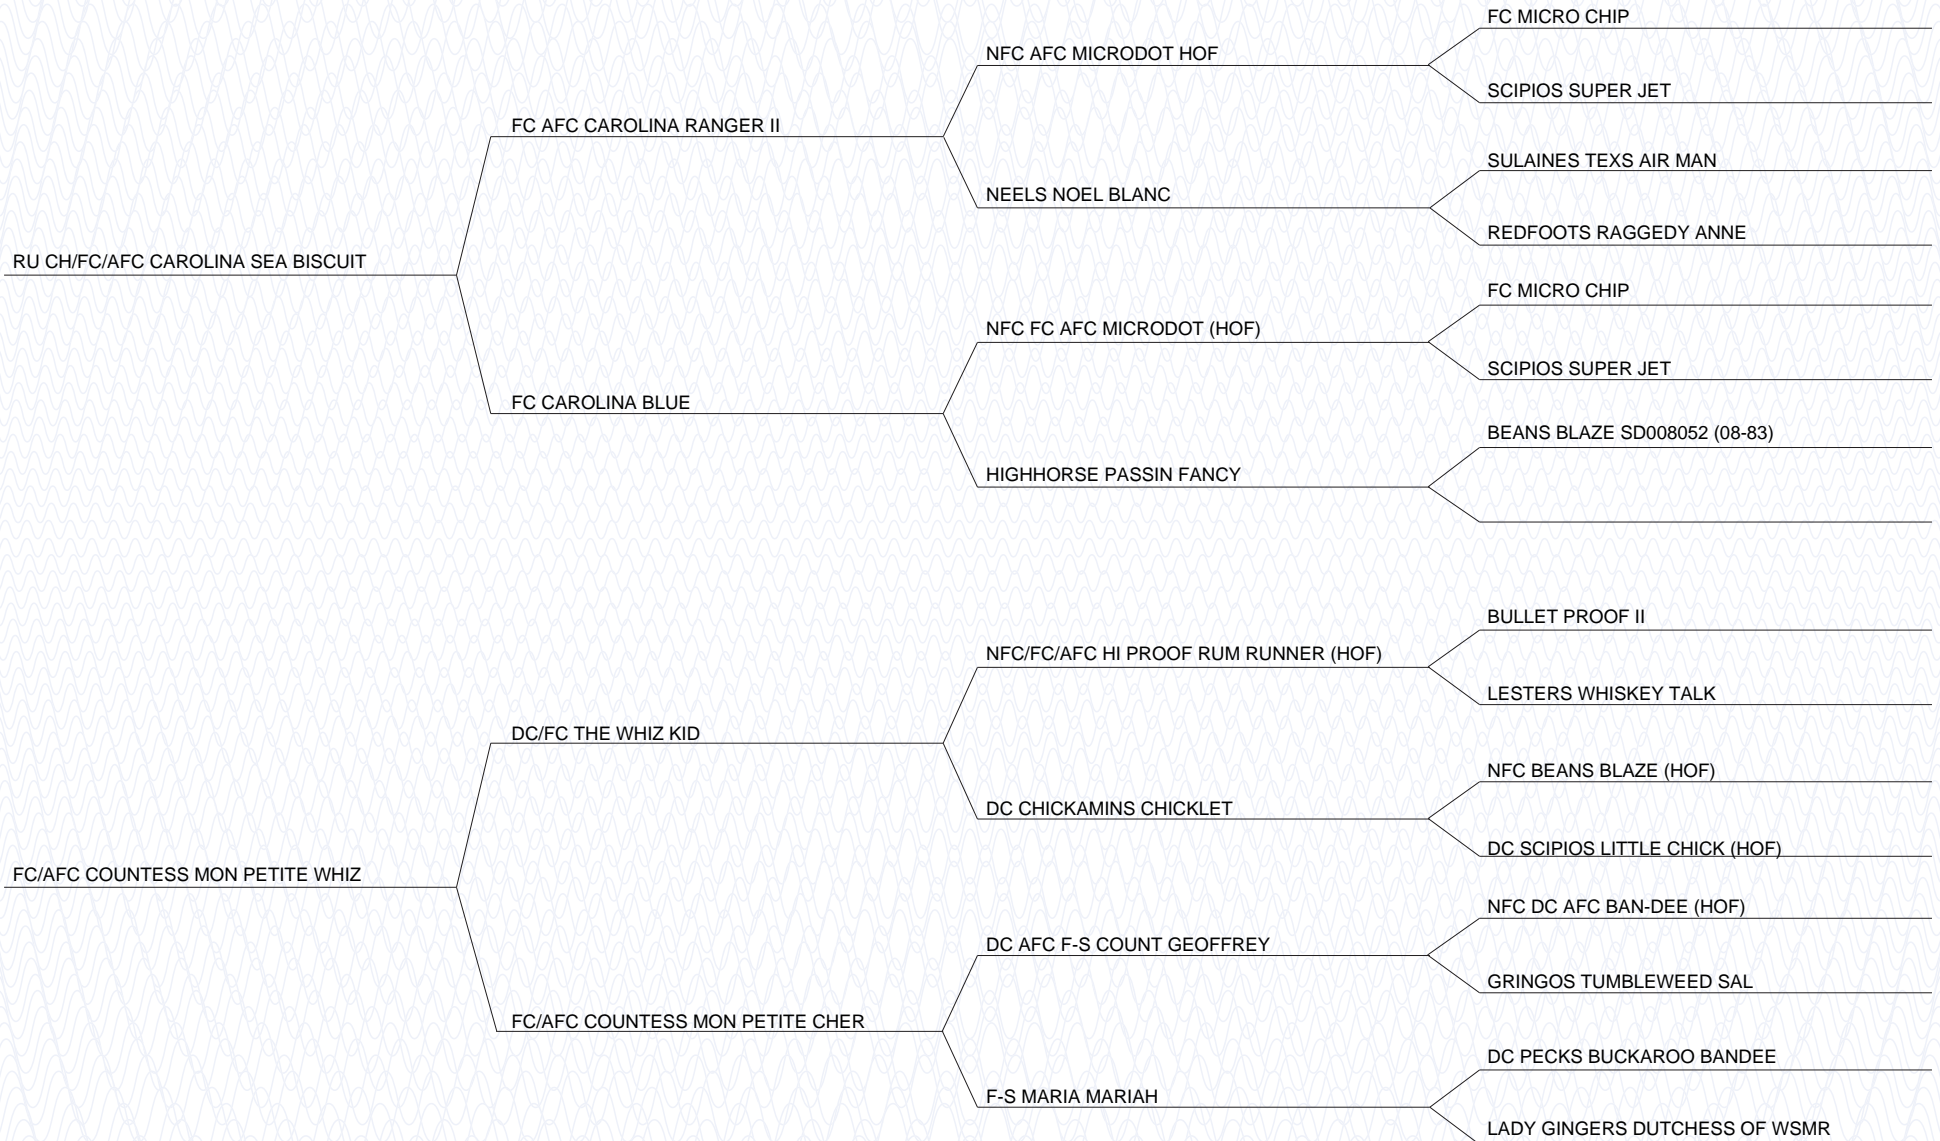 FC MICRO CHIP
NFC AFC MICRODOT HOF
SCIPIOS SUPER JET
FC AFC CAROLINA RANGER II
SULAINES TEXS AIR MAN
NEELS NOEL BLANC
REDFOOTS RAGGEDY ANNE
RU CH/FC/AFC CAROLINA SEA BISCUIT
FC MICRO CHIP
NFC FC AFC MICRODOT (HOF)
SCIPIOS SUPER JET
FC CAROLINA BLUE
BEANS BLAZE SD008052 (08-83)
HIGHHORSE PASSIN FANCY
BULLET PROOF II
NFC/FC/AFC HI PROOF RUM RUNNER (HOF)
LESTERS WHISKEY TALK
DC/FC THE WHIZ KID
NFC BEANS BLAZE (HOF)
DC CHICKAMINS CHICKLET
DC SCIPIOS LITTLE CHICK (HOF)
FC/AFC COUNTESS MON PETITE WHIZ
NFC DC AFC BAN-DEE (HOF)
DC AFC F-S COUNT GEOFFREY
GRINGOS TUMBLEWEED SAL
FC/AFC COUNTESS MON PETITE CHER
DC PECKS BUCKAROO BANDEE
F-S MARIA MARIAH
LADY GINGERS DUTCHESS OF WSMR